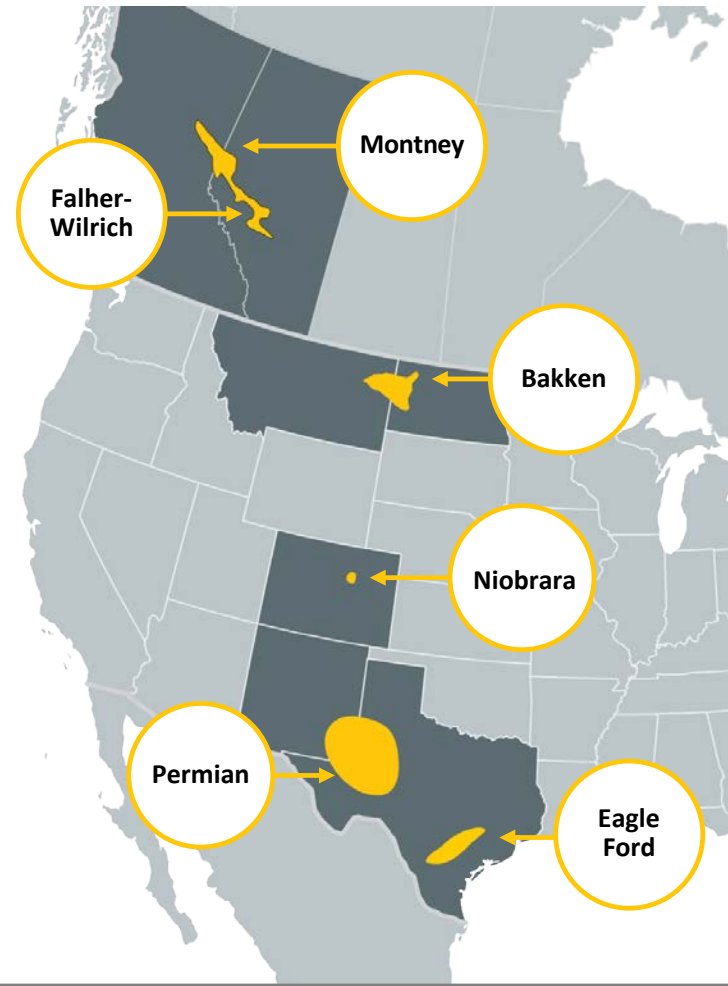 Montney
Falher-
Wilrich
Bakken
Niobrara
Permian
Eagle
Ford